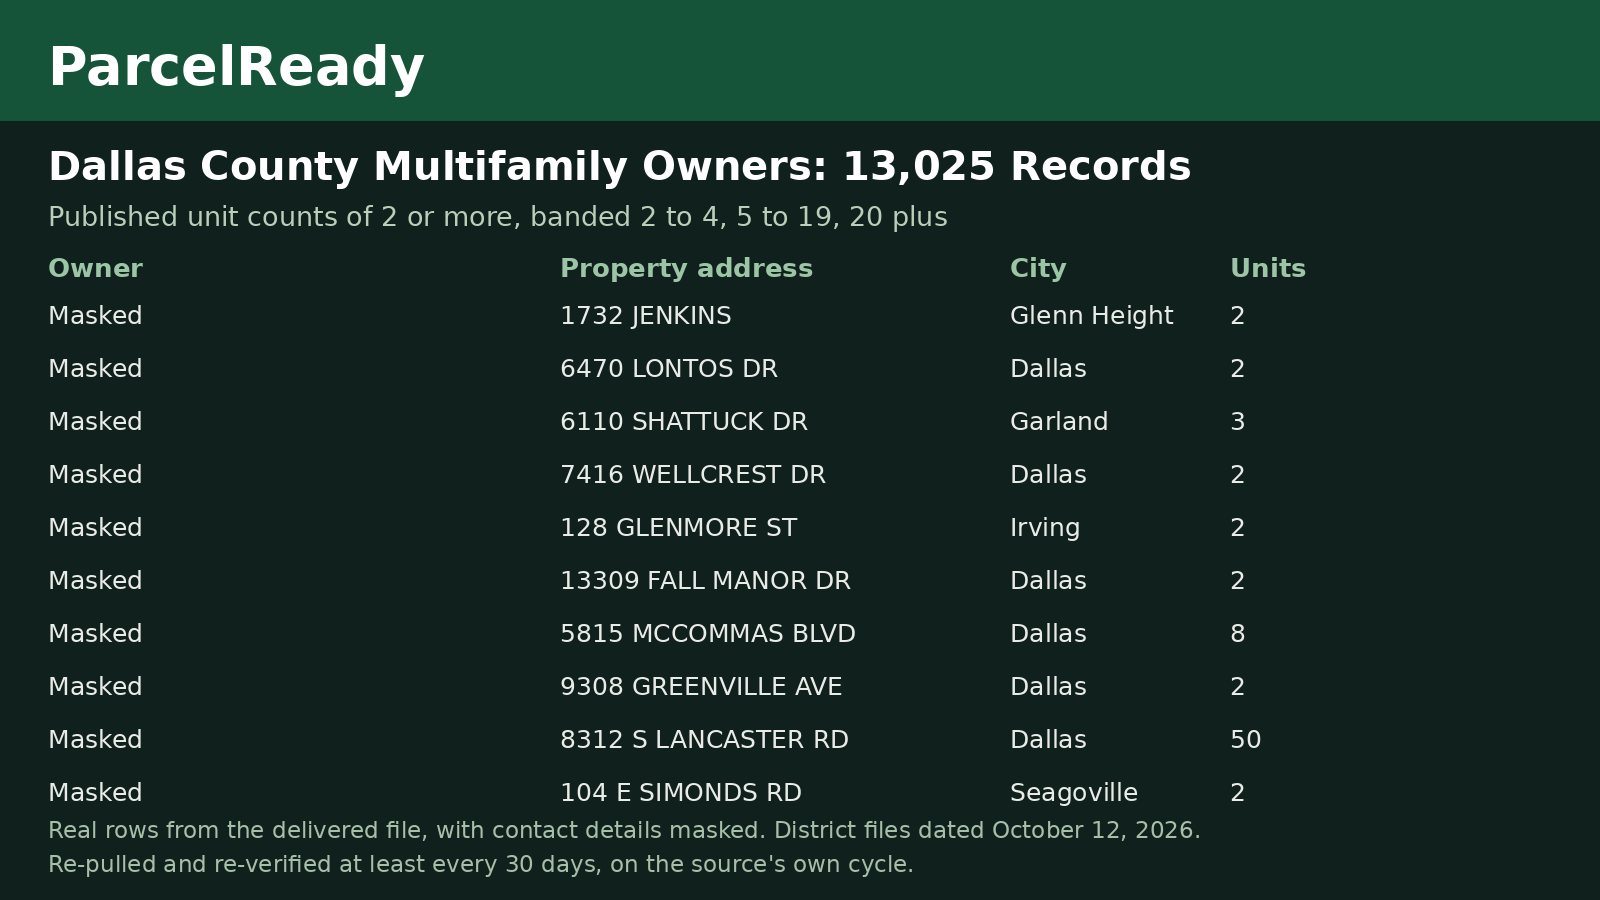 ParcelReady
Dallas County Multifamily Owners: 13,025 Records
Published unit counts of 2 or more, banded 2 to 4, 5 to 19, 20 plus
Owner Property address City Units
Masked 1732 JENKINS Glenn Height 2
Masked 6470 LONTOS DR Dallas 2
Masked 6110 SHATTUCK DR Garland 3
Masked 7416 WELLCREST DR Dallas 2
Masked 128 GLENMORE ST Irving 2
Masked 13309 FALL MANOR DR Dallas 2
Masked 5815 MCCOMMAS BLVD Dallas 8
Masked 9308 GREENVILLE AVE Dallas 2
Masked 8312 S LANCASTER RD Dallas 50
Masked 104 E SIMONDS RD Seagoville 2
Real rows from the delivered file, with contact details masked. District files dated October 12, 2026.
Re-pulled and re-verified at least every 30 days, on the source's own cycle.